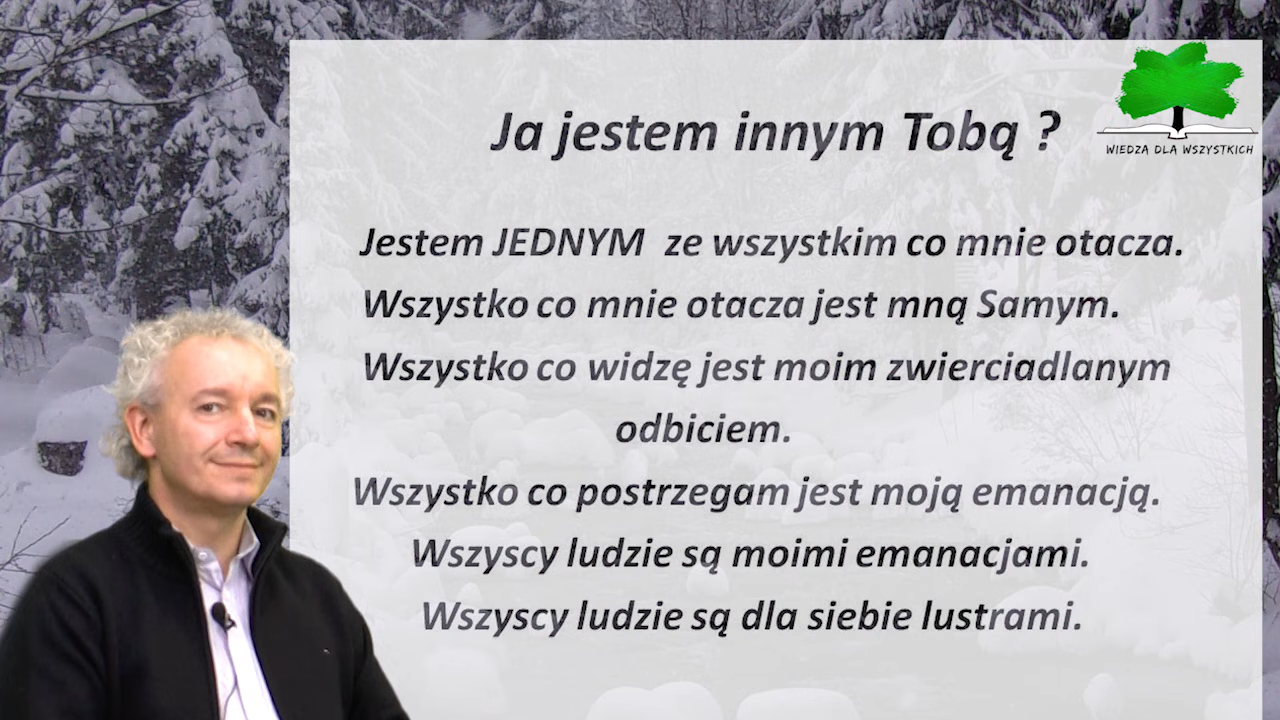 Ja jestem innym Tobą ?
WIEDZA DLA WSZYSTKICH
Jestem JEDNYM ze wszystkim co mnie otacza.
Wszystko co mnie otacza jest mną Samym.
Wszystko co widzę jest moim zwierciadlanym
odbiciem.
Wszystko co postrzegam jest moją emanacją.
Wszyscy ludzie są moimi emanacjami.
Wszyscy ludzie są dla siebie lustrami.